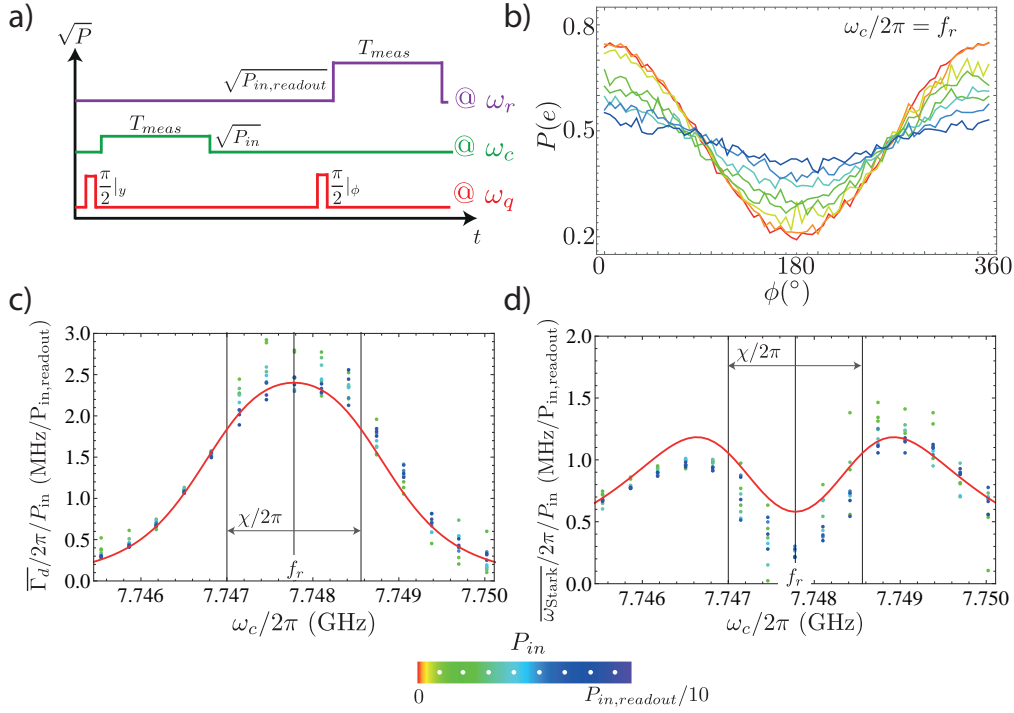 a)
√P
T_meas
√P_in,readout
@ ω_r
T_meas
√P_in
@ ω_c
π/2|_y
π/2|_ϕ
@ ω_q
t
b)
ω_c/2π = f_r
0.8
0.5
0.2
P(e)
0
180
360
ϕ(°)
c)
3.0
2.5
2.0
1.5
1.0
0.5
0.0
Γ̅_d/2π/P_in (MHz/P_in,readout)
χ/2π
f_r
7.746
7.747
7.748
7.749
7.750
ω_c/2π (GHz)
d)
2.0
1.5
1.0
0.5
0.0
ω̅_Stark/2π/P_in (MHz/P_in,readout)
χ/2π
f_r
7.746
7.747
7.748
7.749
7.750
ω_c/2π (GHz)
P_in
0
P_in,readout/10